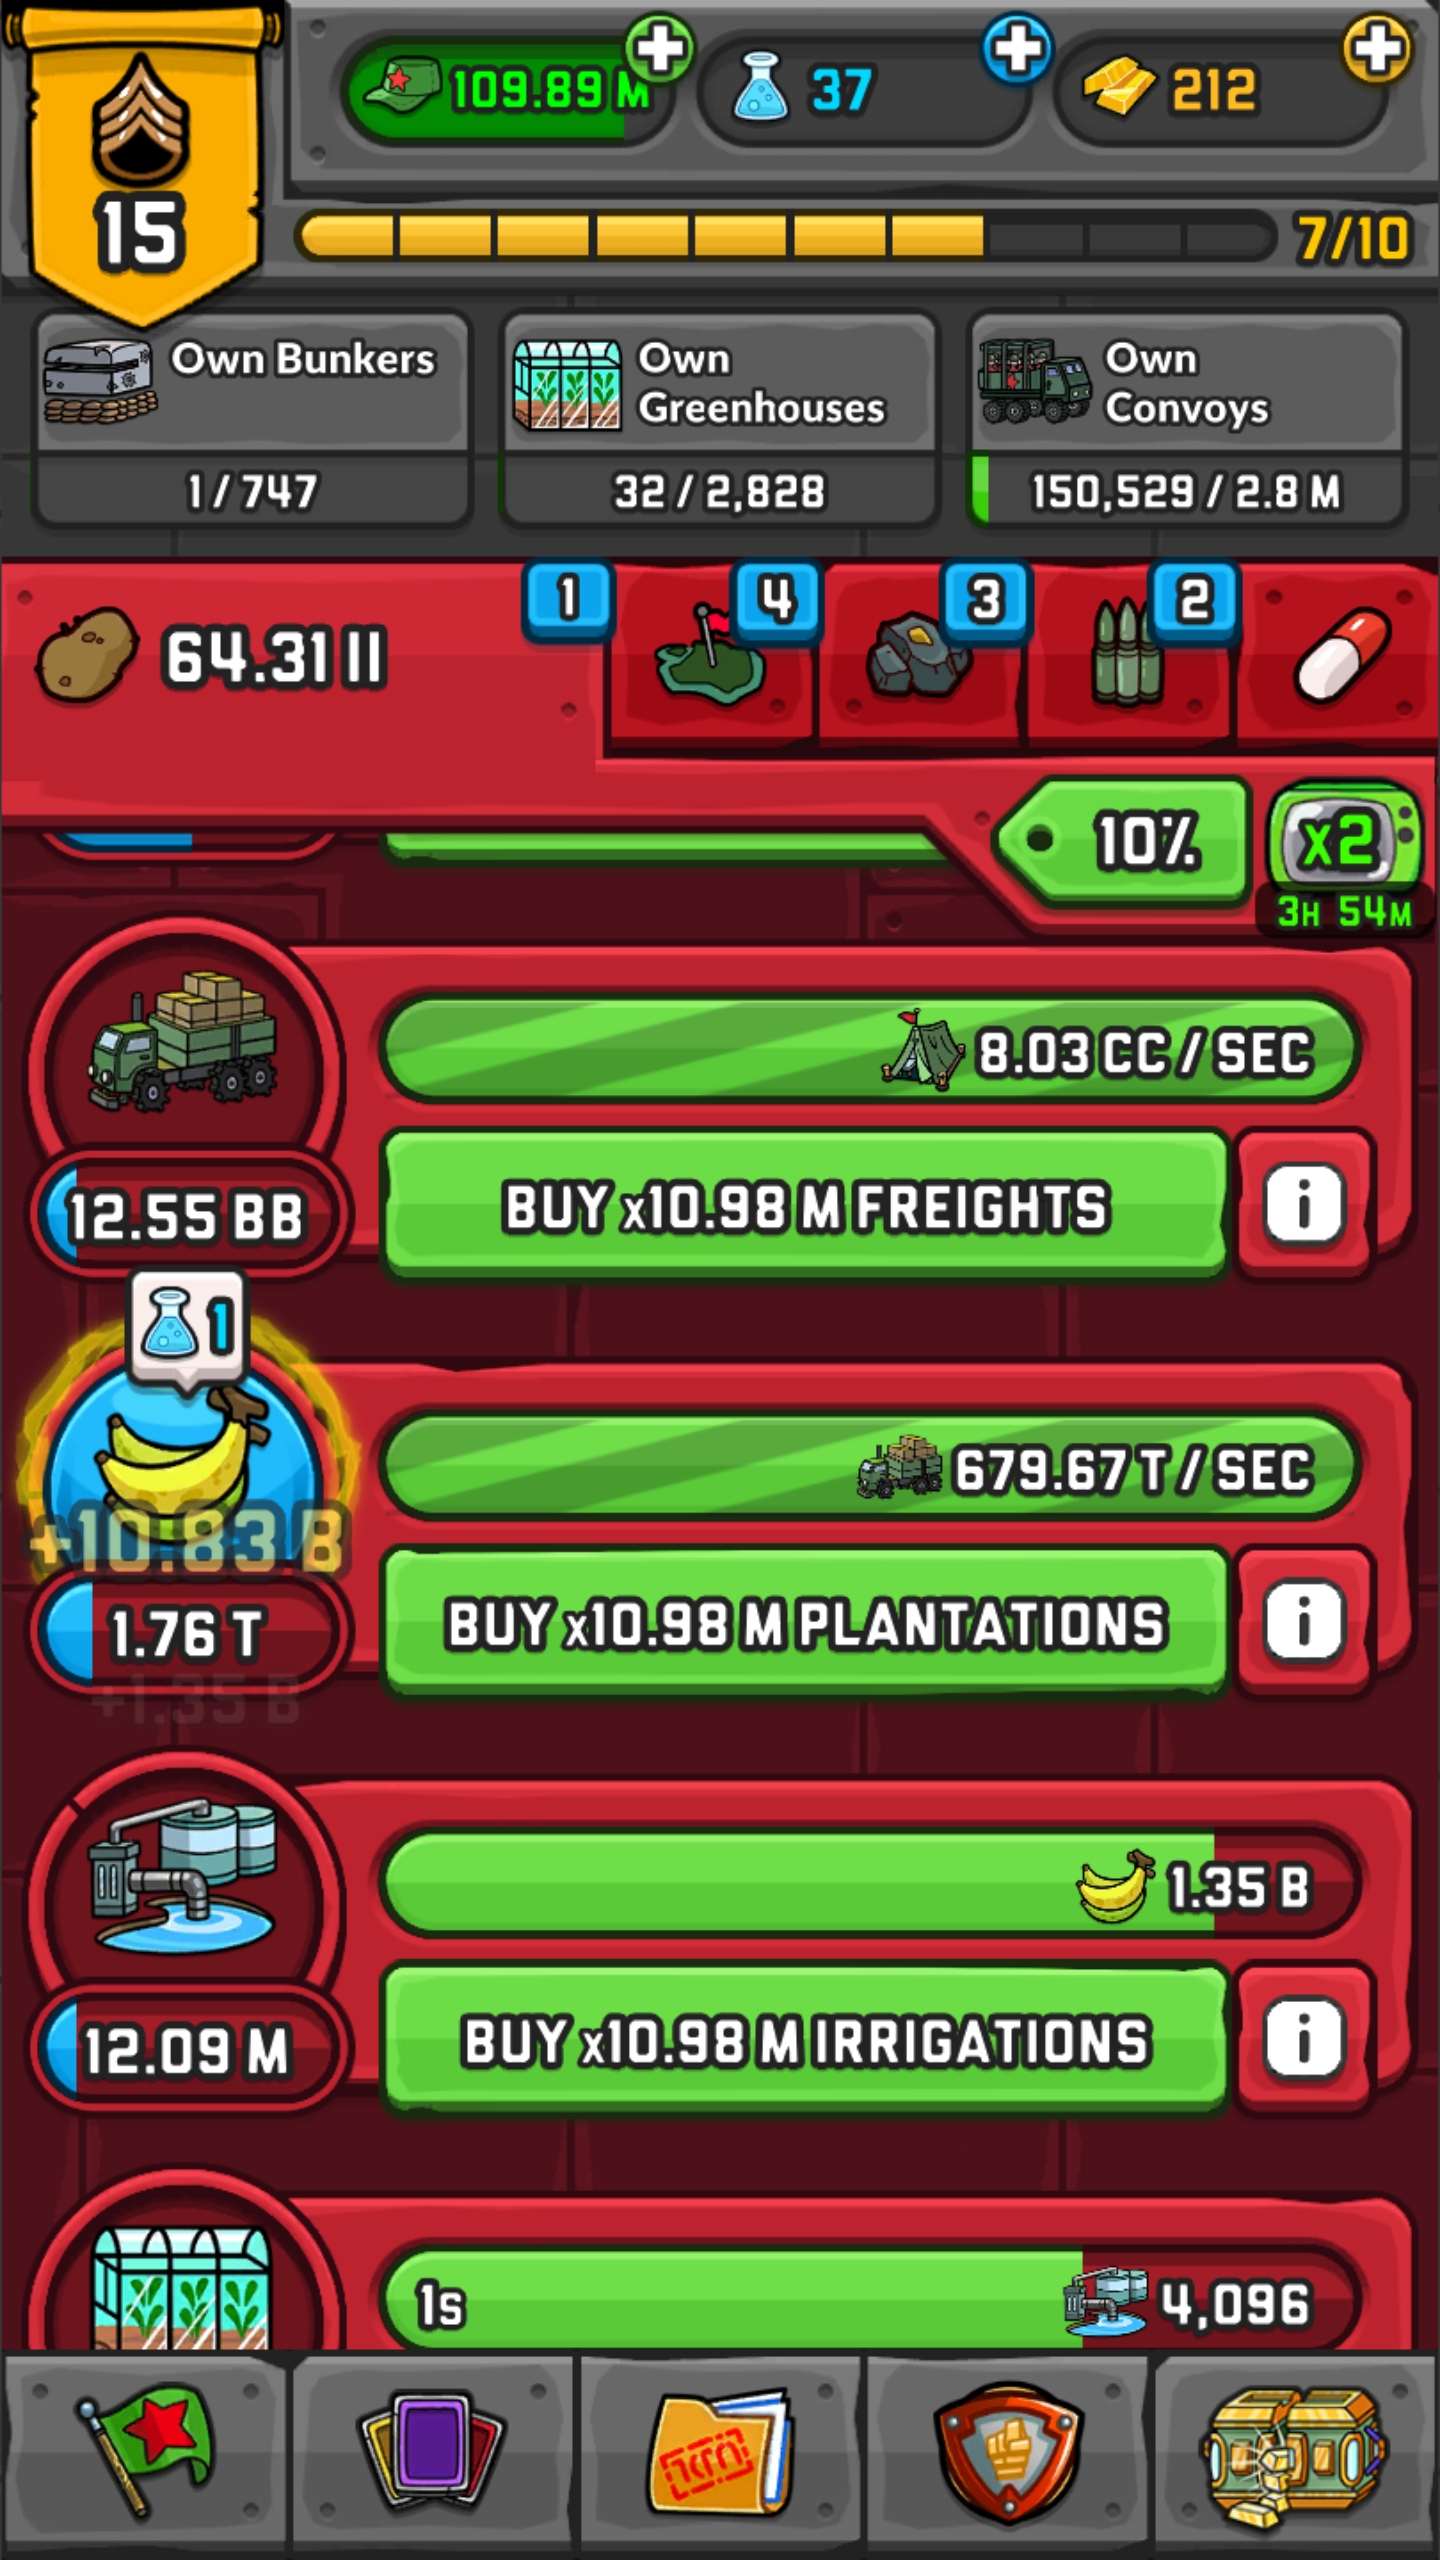 109.89 M
37
212
15
7/10
Own Bunkers
1 / 747
Own
Greenhouses
32 / 2,828
Own
Convoys
150,529 / 2.8 M
64.31 II
1
4
3
2
10%
x2
3H 54M
8.03 CC / SEC
12.55 BB
BUY x10.98 M FREIGHTS
1
679.67 T / SEC
+10.83 B
1.76 T
BUY x10.98 M PLANTATIONS
+1.35 B
1.35 B
12.09 M
BUY x10.98 M IRRIGATIONS
1s
4,096